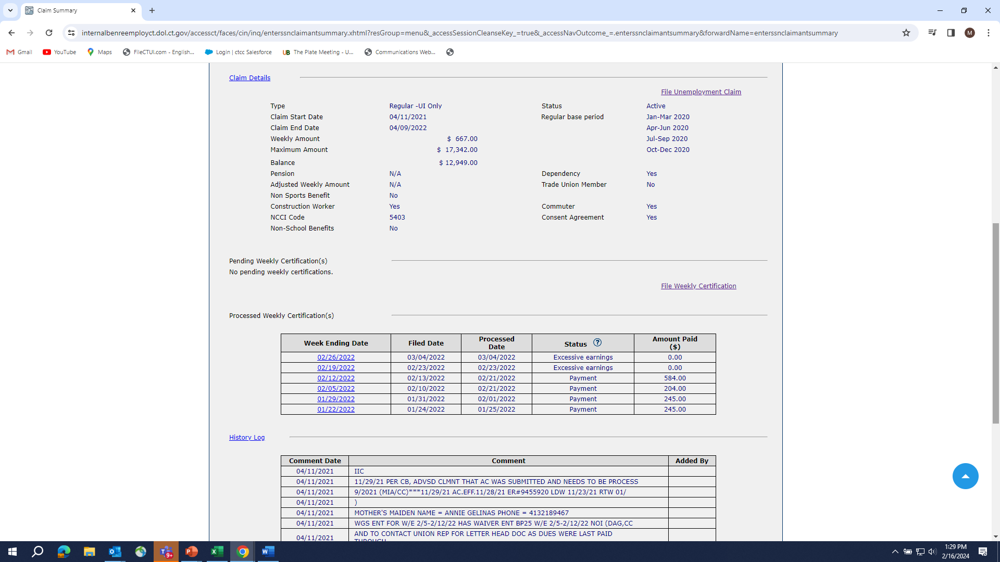 Claim Summary
internalbenreemployct.dol.ct.gov/accessct/faces/cin/inq/enterssnclaimantsummary.xhtml?resGroup=menu&_accessSessionCleanseKey_=true&_accessNavOutcome_=.enterssnclaimantsummary&forwardName=enterssnclaimantsummary
M
Gmail YouTube Maps FileCTUI.com - English... Login | ctcc Salesforce UB The Plate Meeting - U... Communications Web...
Claim Details
File Unemployment Claim
Type Regular -UI Only Status Active
Claim Start Date 04/11/2021 Regular base period Jan-Mar 2020
Claim End Date 04/09/2022 Apr-Jun 2020
Weekly Amount $ 667.00 Jul-Sep 2020
Maximum Amount $ 17,342.00 Oct-Dec 2020
Balance $ 12,949.00
Pension N/A Dependency Yes
Adjusted Weekly Amount N/A Trade Union Member No
Non Sports Benefit No
Construction Worker Yes Commuter Yes
NCCI Code 5403 Consent Agreement Yes
Non-School Benefits No
Pending Weekly Certification(s)
No pending weekly certifications.
File Weekly Certification
Processed Weekly Certification(s)
Week Ending Date Filed Date Processed Date Status ? Amount Paid ($)
02/26/2022 03/04/2022 03/04/2022 Excessive earnings 0.00
02/19/2022 02/23/2022 02/23/2022 Excessive earnings 0.00
02/12/2022 02/13/2022 02/21/2022 Payment 584.00
02/05/2022 02/10/2022 02/21/2022 Payment 204.00
01/29/2022 01/31/2022 02/01/2022 Payment 245.00
01/22/2022 01/24/2022 01/25/2022 Payment 245.00
History Log
Comment Date Comment Added By
04/11/2021 IIC
04/11/2021 11/29/21 PER CB, ADVSD CLMNT THAT AC WAS SUBMITTED AND NEEDS TO BE PROCESS
04/11/2021 9/2021 (MIA/CC)***11/29/21 AC.EFF.11/28/21 ER#9455920 LDW 11/23/21 RTW 01/
04/11/2021 )
04/11/2021 MOTHER'S MAIDEN NAME = ANNIE GELINAS PHONE = 4132189467
04/11/2021 WGS ENT FOR W/E 2/5-2/12/22 HAS WAIVER ENT BP25 W/E 2/5-2/12/22 NOI (DAG,CC
04/11/2021 AND TO CONTACT UNION REP FOR LETTER HEAD DOC AS DUES WERE LAST PAID
THROUGH
9+
1:29 PM
2/16/2024